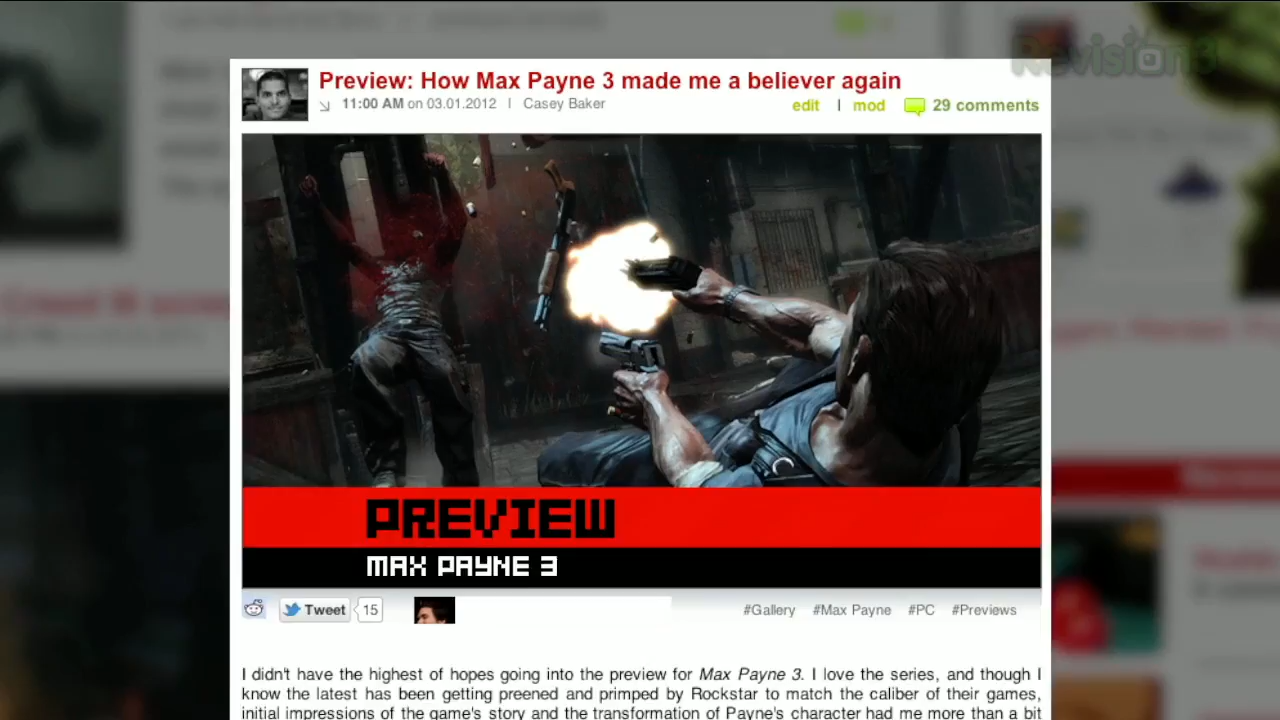 Revision3
Preview: How Max Payne 3 made me a believer again
11:00 AM on 03.01.2012 | Casey Baker
edit | mod 29 comments
PREVIEW
MAX PAYNE 3
Tweet 15
#Gallery #Max Payne #PC #Previews
I didn't have the highest of hopes going into the preview for Max Payne 3. I love the series, and though I
know the latest has been getting preened and primped by Rockstar to match the caliber of their games,
initial impressions of the game's story and the transformation of Payne's character had me more than a bit